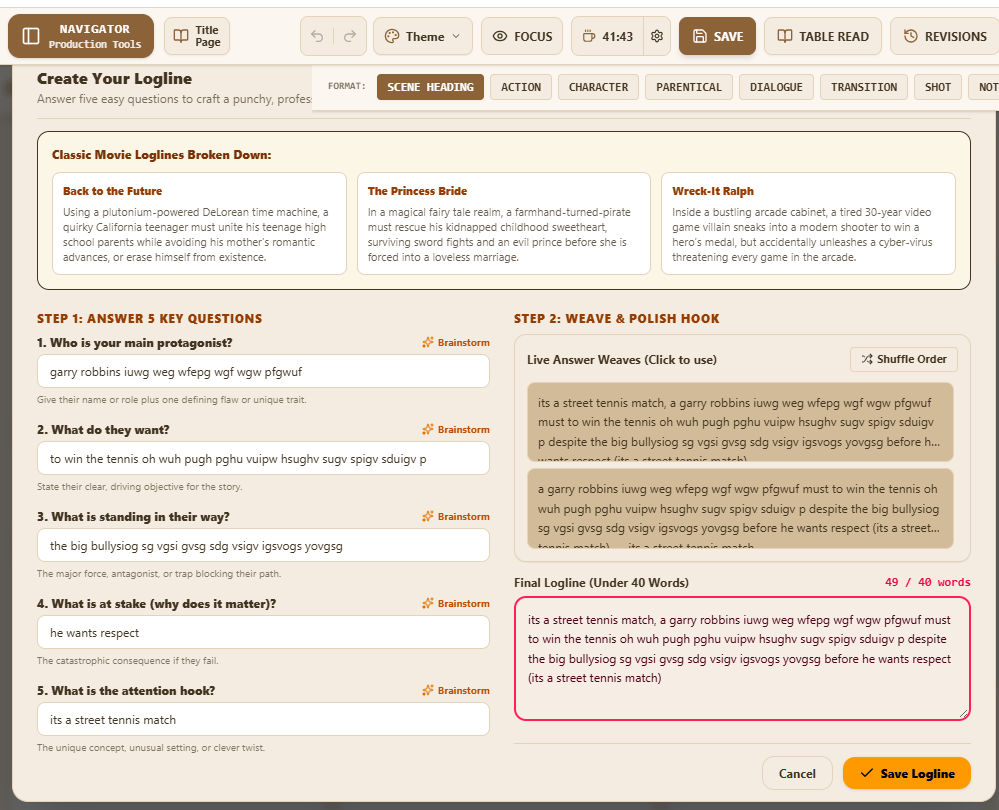 NAVIGATOR
Production Tools
Title
Page
Theme
FOCUS
41:43
SAVE
TABLE READ
REVISIONS
Create Your Logline
Answer five easy questions to craft a punchy, profes
FORMAT:
SCENE HEADING
ACTION
CHARACTER
PARENTICAL
DIALOGUE
TRANSITION
SHOT
NOT
Classic Movie Loglines Broken Down:
Back to the Future
Using a plutonium-powered DeLorean time machine, a
quirky California teenager must unite his teenage high
school parents while avoiding his mother's romantic
advances, or erase himself from existence.
The Princess Bride
In a magical fairy tale realm, a farmhand-turned-pirate
must rescue his kidnapped childhood sweetheart,
surviving sword fights and an evil prince before she is
forced into a loveless marriage.
Wreck-It Ralph
Inside a bustling arcade cabinet, a tired 30-year video
game villain sneaks into a modern shooter to win a
hero's medal, but accidentally unleashes a cyber-virus
threatening every game in the arcade.
STEP 1: ANSWER 5 KEY QUESTIONS
1. Who is your main protagonist?
Brainstorm
garry robbins iuwg weg wfepg wgf wgw pfgwuf
Give their name or role plus one defining flaw or unique trait.
2. What do they want?
Brainstorm
to win the tennis oh wuh pugh pghu vuipw hsughv sugv spigv sduigv p
State their clear, driving objective for the story.
3. What is standing in their way?
Brainstorm
the big bullysiog sg vgsi gvsg sdg vsigv igsvogs yovgsg
The major force, antagonist, or trap blocking their path.
4. What is at stake (why does it matter)?
Brainstorm
he wants respect
The catastrophic consequence if they fail.
5. What is the attention hook?
Brainstorm
its a street tennis match
The unique concept, unusual setting, or clever twist.
STEP 2: WEAVE & POLISH HOOK
Live Answer Weaves (Click to use)
Shuffle Order
its a street tennis match, a garry robbins iuwg weg wfepg wgf wgw pfgwuf
must to win the tennis oh wuh pugh pghu vuipw hsughv sugv spigv sduigv
p despite the big bullysiog sg vgsi gvsg sdg vsigv igsvogs yovgsg before h...
wants respect (its a street tennis match)
a garry robbins iuwg weg wfepg wgf wgw pfgwuf must to win the tennis oh
wuh pugh pghu vuipw hsughv sugv spigv sduigv p despite the big bullysiog
sg vgsi gvsg sdg vsigv igsvogs yovgsg before he wants respect (its a street...
tennis match) — its a street tennis match
Final Logline (Under 40 Words)
49 / 40 words
its a street tennis match, a garry robbins iuwg weg wfepg wgf wgw pfgwuf must
to win the tennis oh wuh pugh pghu vuipw hsughv sugv spigv sduigv p despite
the big bullysiog sg vgsi gvsg sdg vsigv igsvogs yovgsg before he wants respect
(its a street tennis match)
Cancel
Save Logline